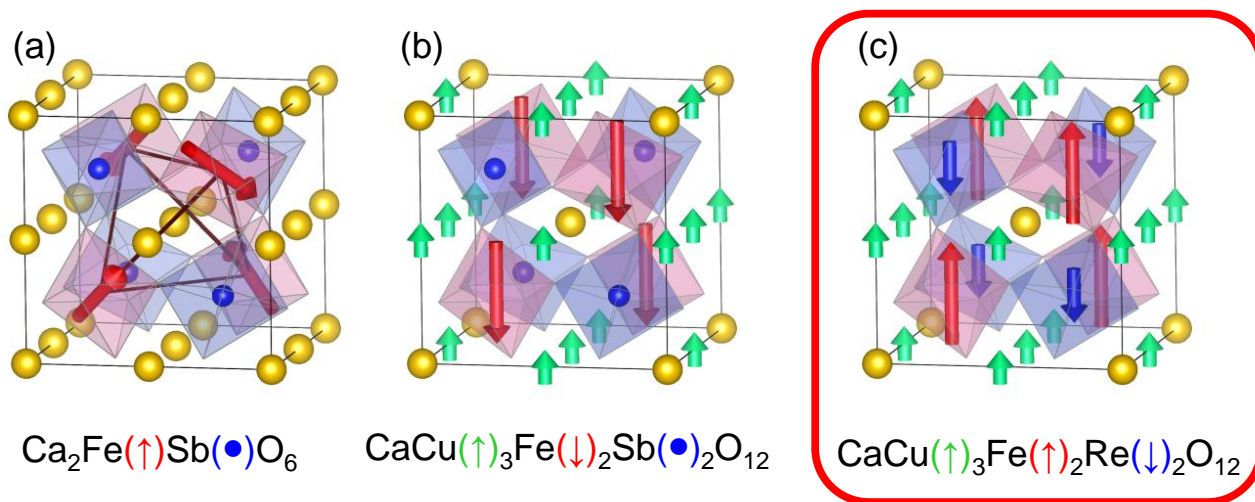 (a)
(b)
(c)
Ca₂Fe(↑)Sb(●)O₆
CaCu(↑)₃Fe(↓)₂Sb(●)₂O₁₂
CaCu(↑)₃Fe(↑)₂Re(↓)₂O₁₂